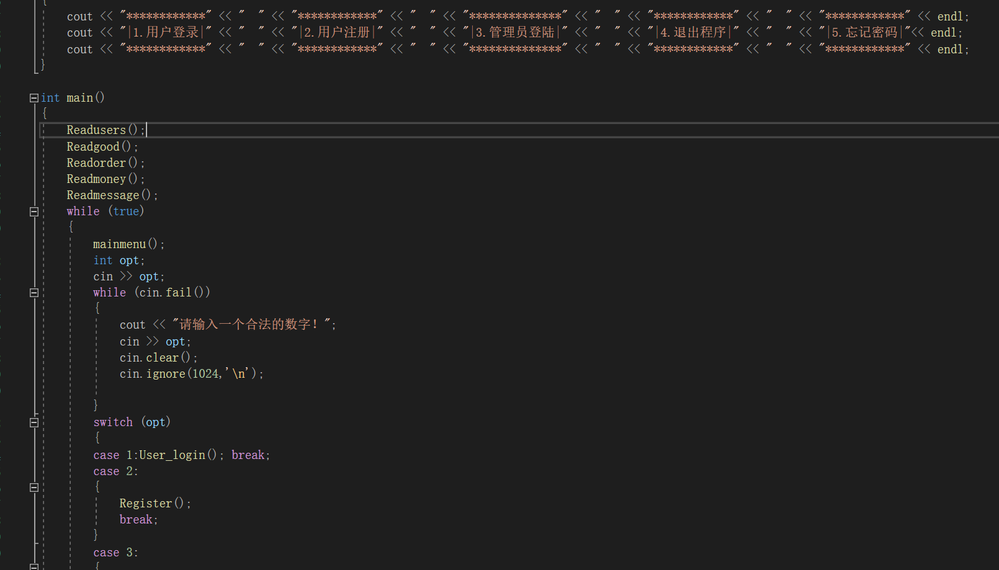 {
cout << "************" << "  " << "************" << "  " << "**************" << "  " << "************" << "  " << "************" << endl;
cout << "|1.用户登录|" << "  " << "|2.用户注册|" << "  " << "|3.管理员登陆|" << "  " << "|4.退出程序|" << "  " << "|5.忘记密码|"<< endl;
cout << "************" << "  " << "************" << "  " << "**************" << "  " << "************" << "  " << "************" << endl;
}
int main()
{
Readusers();
Readgood();
Readorder();
Readmoney();
Readmessage();
while (true)
{
mainmenu();
int opt;
cin >> opt;
while (cin.fail())
{
cout << "请输入一个合法的数字！";
cin >> opt;
cin.clear();
cin.ignore(1024,'\n');
}
switch (opt)
{
case 1:User_login(); break;
case 2:
{
Register();
break;
}
case 3:
{